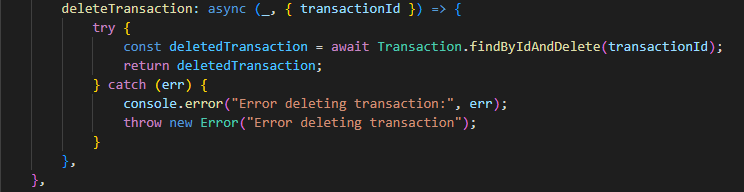 deleteTransaction: async (_, { transactionId }) => {
try {
const deletedTransaction = await Transaction.findByIdAndDelete(transactionId);
return deletedTransaction;
} catch (err) {
console.error("Error deleting transaction:", err);
throw new Error("Error deleting transaction");
}
},
},